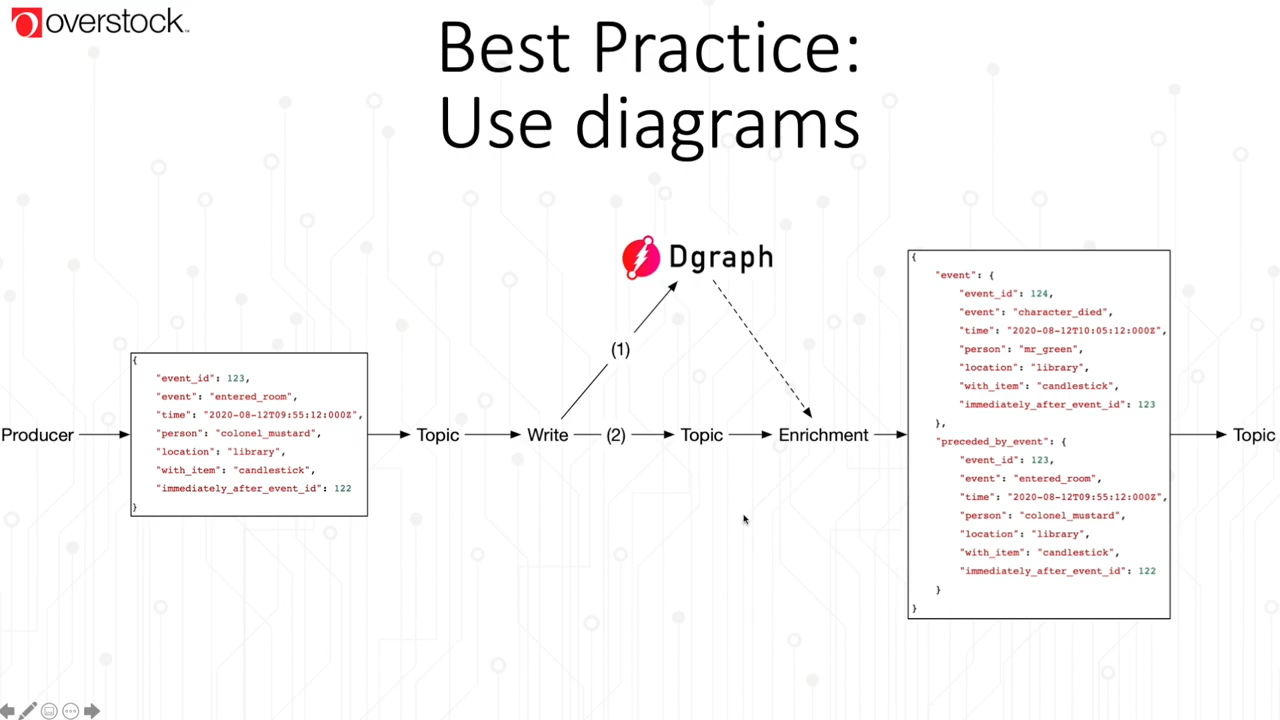 overstock™
Best Practice:
Use diagrams
Dgraph
Producer
{
"event_id": 123,
"event": "entered_room",
"time": "2020-08-12T09:55:12:000Z",
"person": "colonel_mustard",
"location": "library",
"with_item": "candlestick",
"immediately_after_event_id": 122
}
Topic
Write
(1)
(2)
Topic
Enrichment
{
"event": {
"event_id": 124,
"event": "character_died",
"time": "2020-08-12T10:05:12:000Z",
"person": "mr_green",
"location": "library",
"with_item": "candlestick",
"immediately_after_event_id": 123
},
"preceded_by_event": {
"event_id": 123,
"event": "entered_room",
"time": "2020-08-12T09:55:12:000Z",
"person": "colonel_mustard",
"location": "library",
"with_item": "candlestick",
"immediately_after_event_id": 122
}
}
Topic